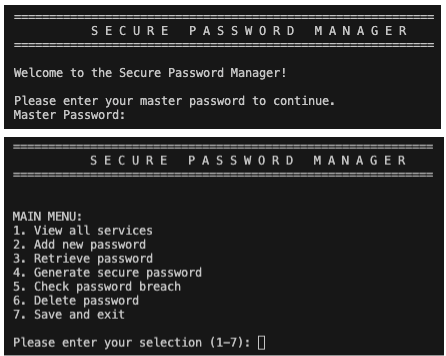 S E C U R E   P A S S W O R D   M A N A G E R
Welcome to the Secure Password Manager!
Please enter your master password to continue.
Master Password:
S E C U R E   P A S S W O R D   M A N A G E R
MAIN MENU:
1. View all services
2. Add new password
3. Retrieve password
4. Generate secure password
5. Check password breach
6. Delete password
7. Save and exit
Please enter your selection (1-7):